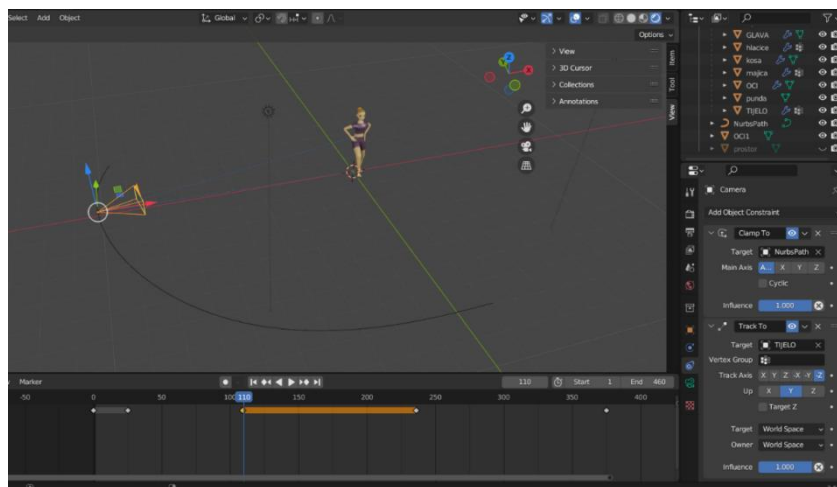 Select Add Object
Global
Options
View
3D Cursor
Collections
Annotations
Item
Tool
View
X
GLAVA
hlacice
kosa
majica
OCI
punda
TIJELO
NurbsPath
OCI1
prostor
Camera
Add Object Constraint
Clamp To
Target NurbsPath
Main Axis A... X Y Z
Cyclic
Influence 1.000
Track To
Target TIJELO
Vertex Group
Track Axis X Y Z -X -Y -Z
Up X Y Z
Target Z
Target World Space
Owner World Space
Influence 1.000
Marker
110 Start 1 End 460
-50 0 50 100 110 150 200 250 300 350 400